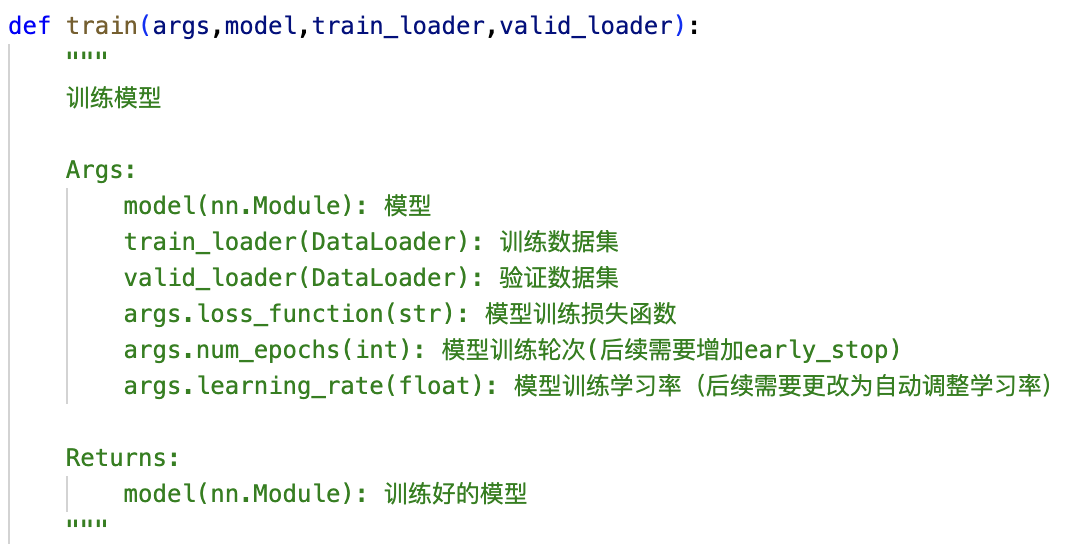 def train(args,model,train_loader,valid_loader):
"""
训练模型
Args:
model(nn.Module): 模型
train_loader(DataLoader): 训练数据集
valid_loader(DataLoader): 验证数据集
args.loss_function(str): 模型训练损失函数
args.num_epochs(int): 模型训练轮次(后续需要增加early_stop)
args.learning_rate(float): 模型训练学习率（后续需要更改为自动调整学习率）
Returns:
model(nn.Module): 训练好的模型
"""